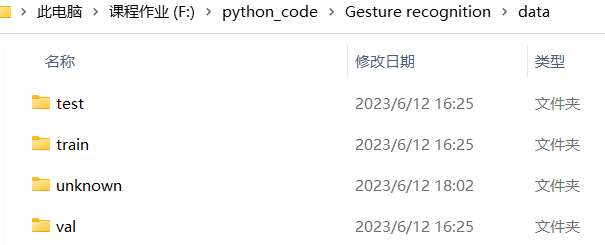 此电脑 > 课程作业 (F:) > python_code > Gesture recognition > data
名称 修改日期 类型
test 2023/6/12 16:25 文件夹
train 2023/6/12 16:25 文件夹
unknown 2023/6/12 18:02 文件夹
val 2023/6/12 16:25 文件夹